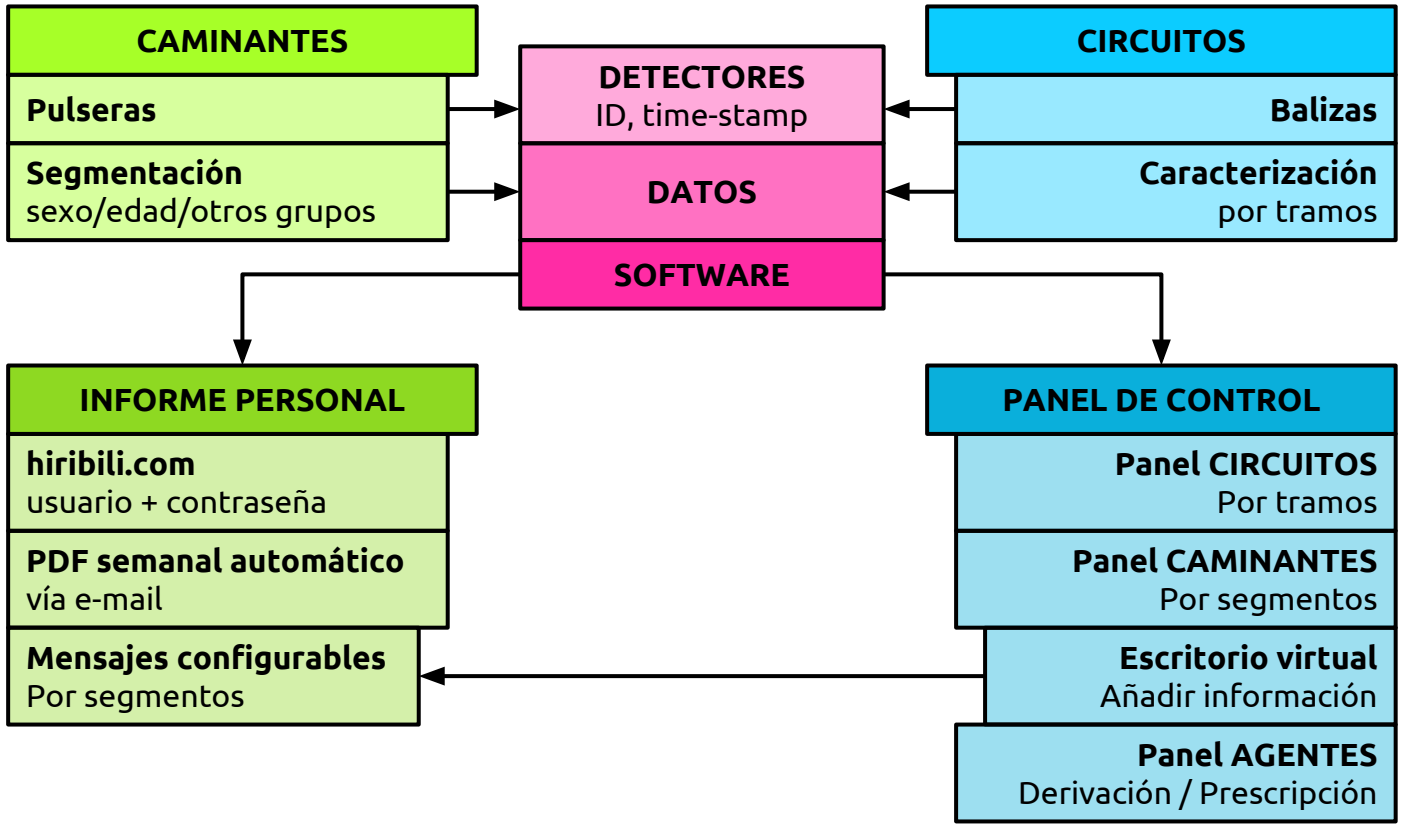 CAMINANTES
Pulseras
Segmentación
sexo/edad/otros grupos
DETECTORES
ID, time-stamp
DATOS
SOFTWARE
CIRCUITOS
Balizas
Caracterización
por tramos
INFORME PERSONAL
hiribili.com
usuario + contraseña
PDF semanal automático
vía e-mail
Mensajes configurables
Por segmentos
PANEL DE CONTROL
Panel CIRCUITOS
Por tramos
Panel CAMINANTES
Por segmentos
Escritorio virtual
Añadir información
Panel AGENTES
Derivación / Prescripción